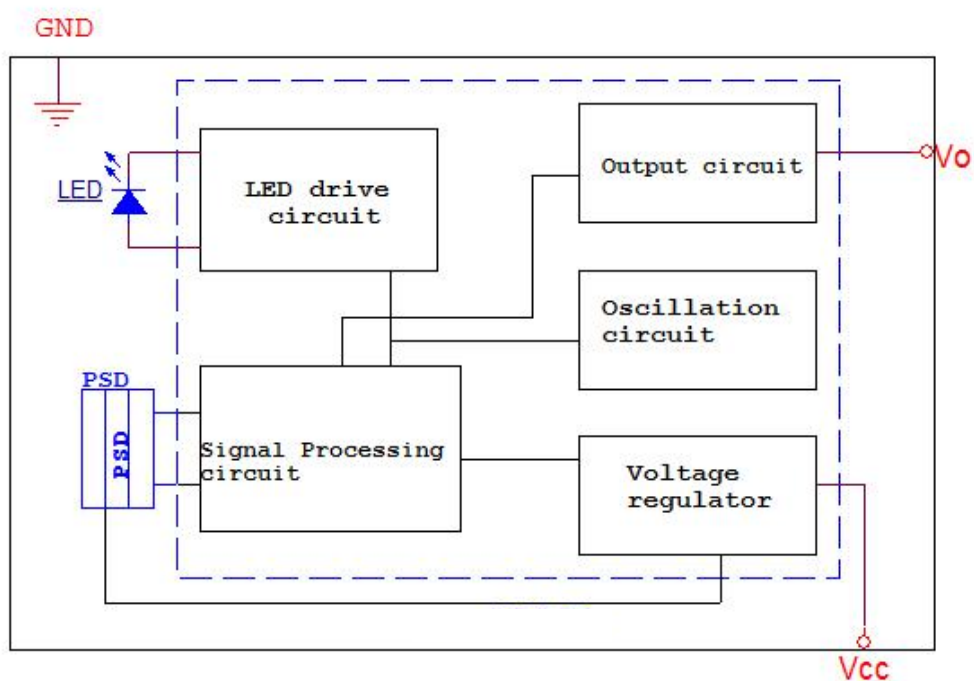 GND
LED drive
circuit
Output circuit
Vo
LED
Oscillation
circuit
PSD
PSD
Signal Processing
circuit
Voltage
regulator
Vcc